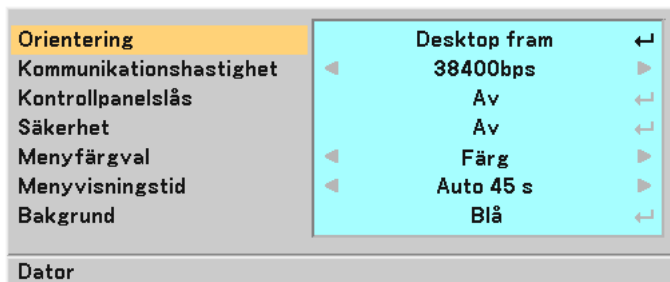 Orientering Desktop fram
Kommunikationshastighet 38400bps
Kontrollpanelslås Av
Säkerhet Av
Menyfärgval Färg
Menyvisningstid Auto 45 s
Bakgrund Blå
Dator